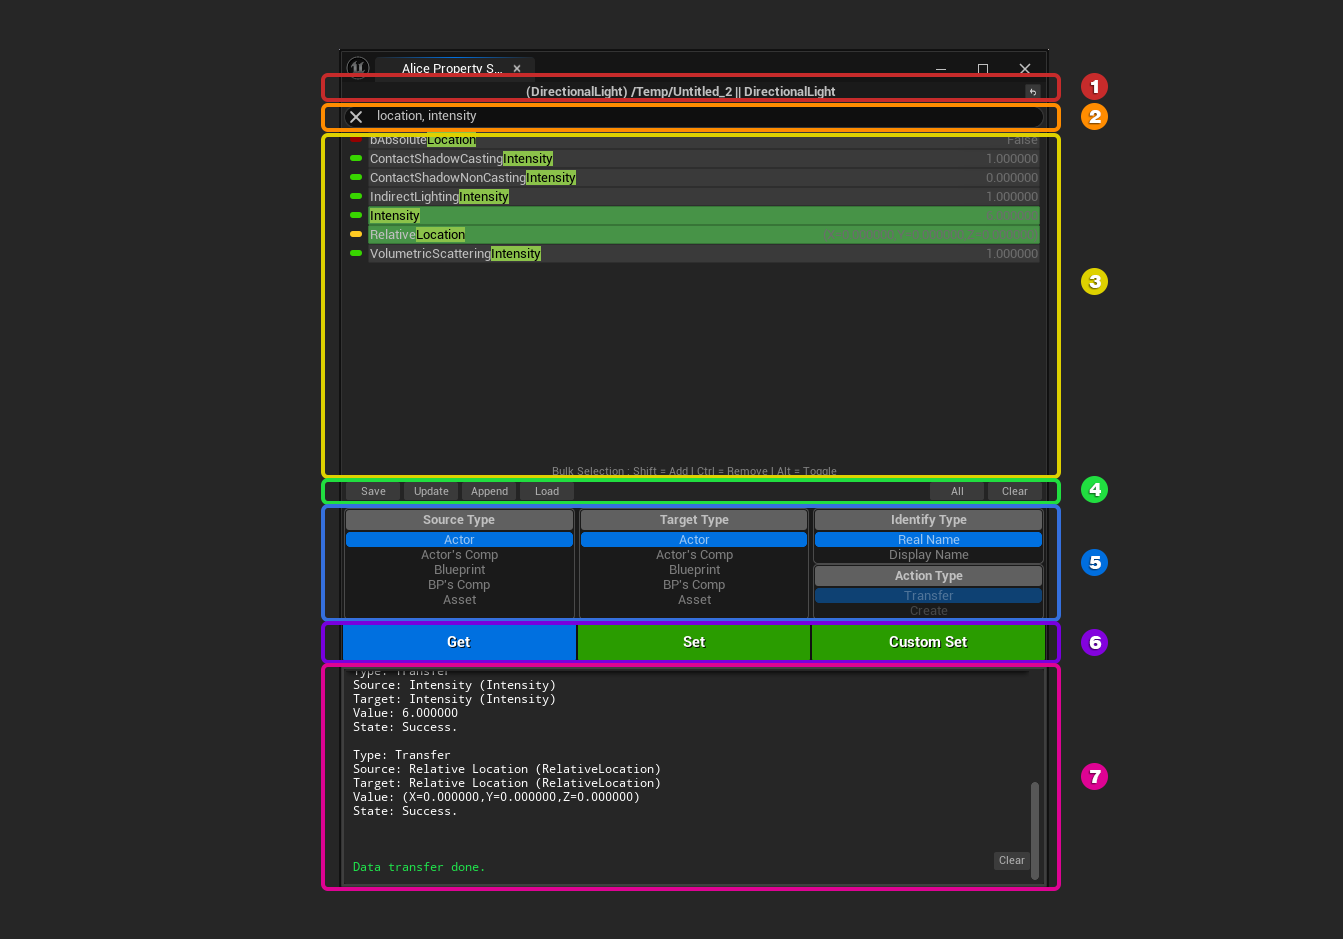 Alice Property S... ×
(DirectionalLight) /Temp/Untitled_2 || DirectionalLight
1
location, intensity
2
bAbsoluteLocation False
ContactShadowCastingIntensity 1.000000
ContactShadowNonCastingIntensity 0.000000
IndirectLightingIntensity 1.000000
Intensity 6.000000
RelativeLocation (X=0.000000,Y=0.000000,Z=0.000000)
VolumetricScatteringIntensity 1.000000
3
Bulk Selection : Shift = Add | Ctrl = Remove | Alt = Toggle
Save Update Append Load All Clear
4
Source Type Target Type Identify Type
Actor Actor Real Name
Actor's Comp Actor's Comp Display Name
Blueprint Blueprint Action Type
BP's Comp BP's Comp Transfer
Asset Asset Create
5
Get Set Custom Set
6
Type: Transfer
Source: Intensity (Intensity)
Target: Intensity (Intensity)
Value: 6.000000
State: Success.
Type: Transfer
Source: Relative Location (RelativeLocation)
Target: Relative Location (RelativeLocation)
Value: (X=0.000000,Y=0.000000,Z=0.000000)
State: Success.
7
Clear
Data transfer done.